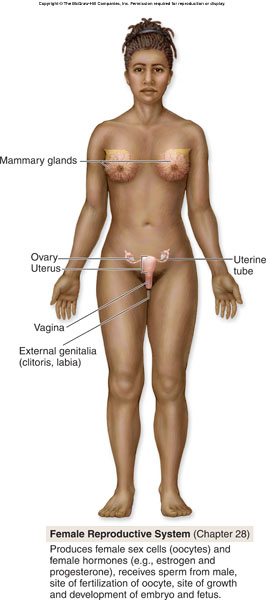 Copyright © The McGraw-Hill Companies, Inc. Permission required for reproduction or display.
Mammary glands
Ovary
Uterus
Uterine
tube
Vagina
External genitalia
(clitoris, labia)
Female Reproductive System (Chapter 28)
Produces female sex cells (oocytes) and
female hormones (e.g., estrogen and
progesterone), receives sperm from male,
site of fertilization of oocyte, site of growth
and development of embryo and fetus.